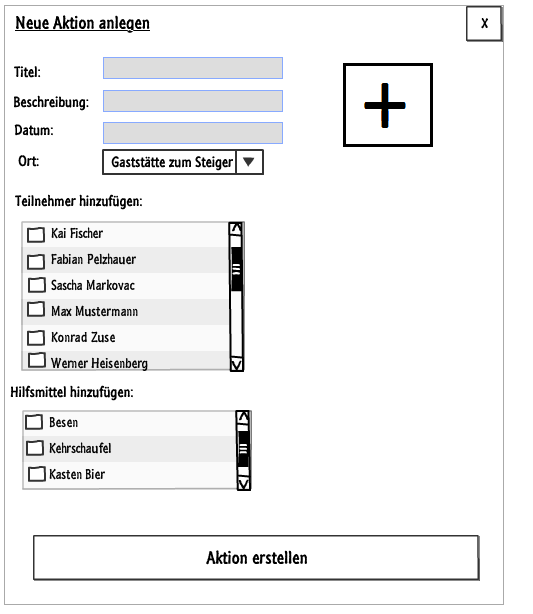 Neue Aktion anlegen
X
Titel:
Beschreibung:
Datum:
Ort:
Gaststätte zum Steiger
Teilnehmer hinzufügen:
Kai Fischer
Fabian Pelzhauer
Sascha Markovac
Max Mustermann
Konrad Zuse
Werner Heisenberg
Hilfsmittel hinzufügen:
Besen
Kehrschaufel
Kasten Bier
Aktion erstellen